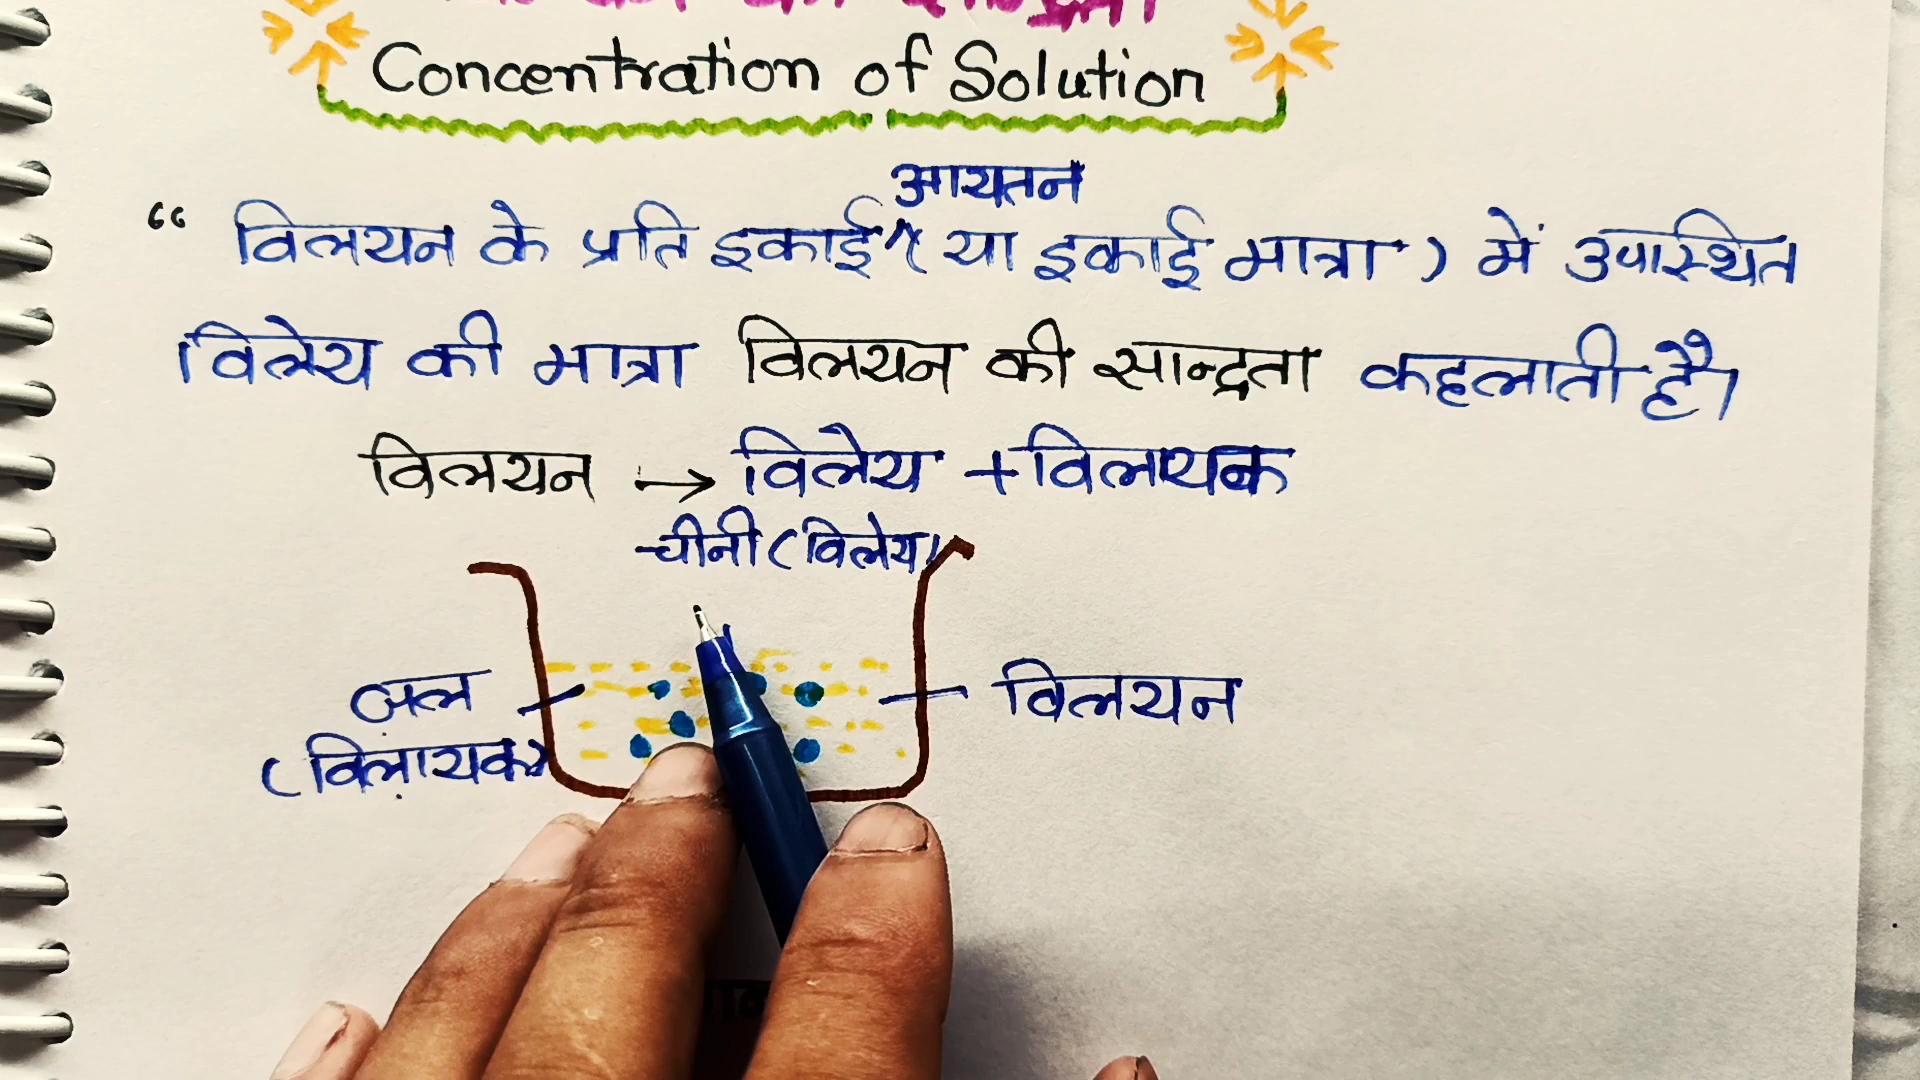 Concentration of Solution
आयतन
“ विलयन के प्रति इकाई ( या इकाई मात्रा ) में उपस्थित
विलेय की मात्रा विलयन की सान्द्रता कहलाती है।
विलयन → विलेय + विलायक
चीनी (विलेय)
जल
(विलायक)
विलयन